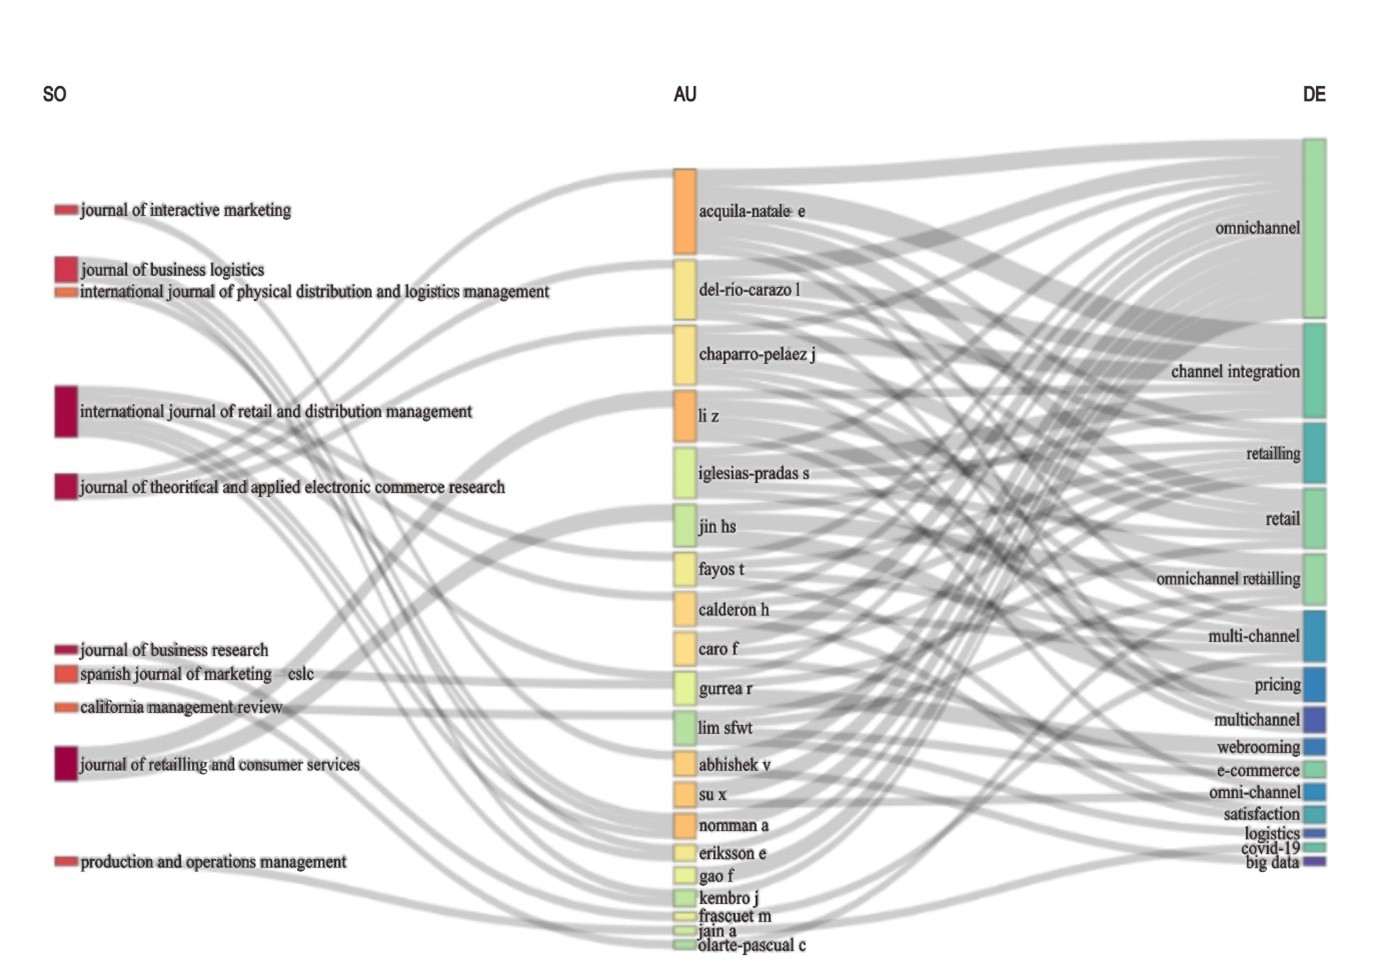 SO
AU
DE
journal of interactive marketing
journal of business logistics
international journal of physical distribution and logistics management
international journal of retail and distribution management
journal of theoritical and applied electronic commerce research
journal of business research
spanish journal of marketing cslc
california management review
journal of retailling and consumer services
production and operations management
acquila-natale e
del-rio-carazo l
chaparro-pelaez j
li z
iglesias-pradas s
jin hs
fayos t
calderon h
caro f
gurrea r
lim sfwt
abhishek v
su x
nomman a
eriksson e
gao f
kembro j
frascuet m
jain a
olarte-pascual c
omnichannel
channel integration
retailling
retail
omnichannel retailling
multi-channel
pricing
multichannel
webrooming
e-commerce
omni-channel
satisfaction
logistics
covid-19
big data